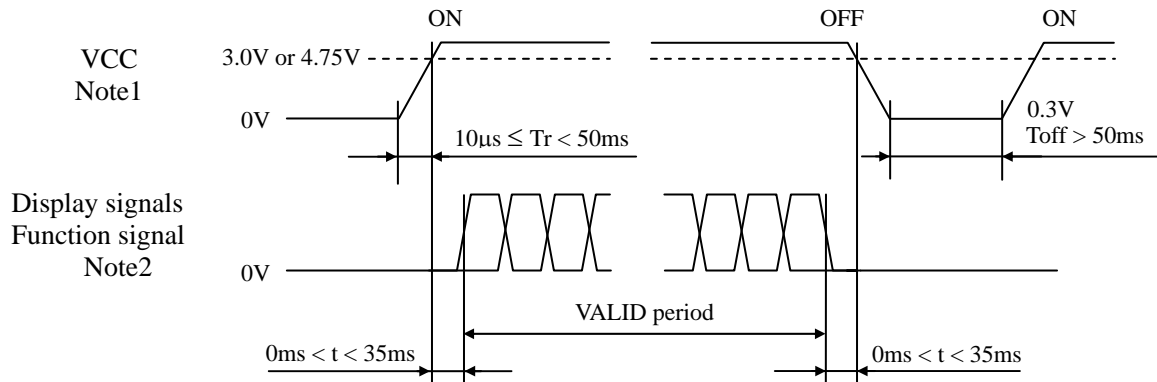 ON
OFF
ON
VCC
Note1
3.0V or 4.75V
0V
10μs ≤ Tr < 50ms
0.3V
Toff > 50ms
Display signals
Function signal
Note2
0V
VALID period
0ms < t < 35ms
0ms < t < 35ms